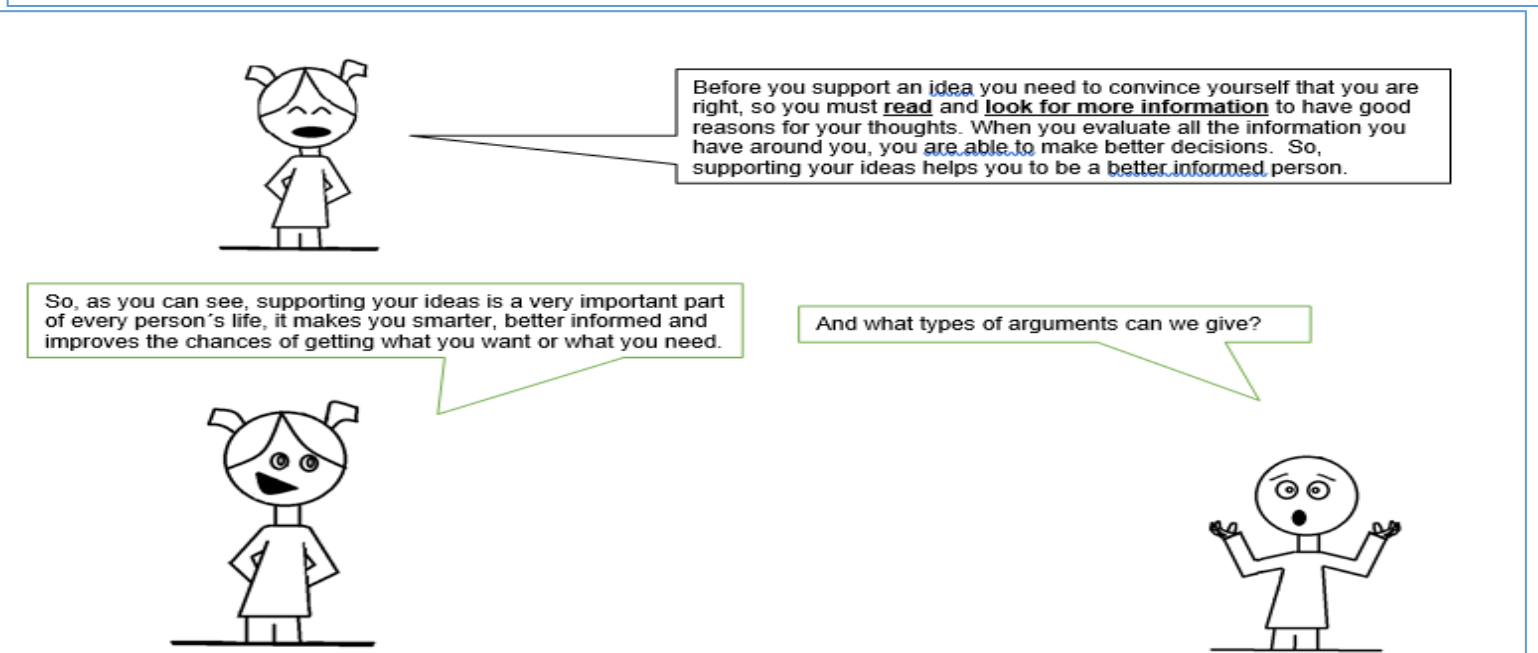 Before you support an idea you need to convince yourself that you are
right, so you must read and look for more information to have good
reasons for your thoughts. When you evaluate all the information you
have around you, you are able to make better decisions.  So,
supporting your ideas helps you to be a better informed person.
So, as you can see, supporting your ideas is a very important part
of every person´s life, it makes you smarter, better informed and
improves the chances of getting what you want or what you need.
And what types of arguments can we give?